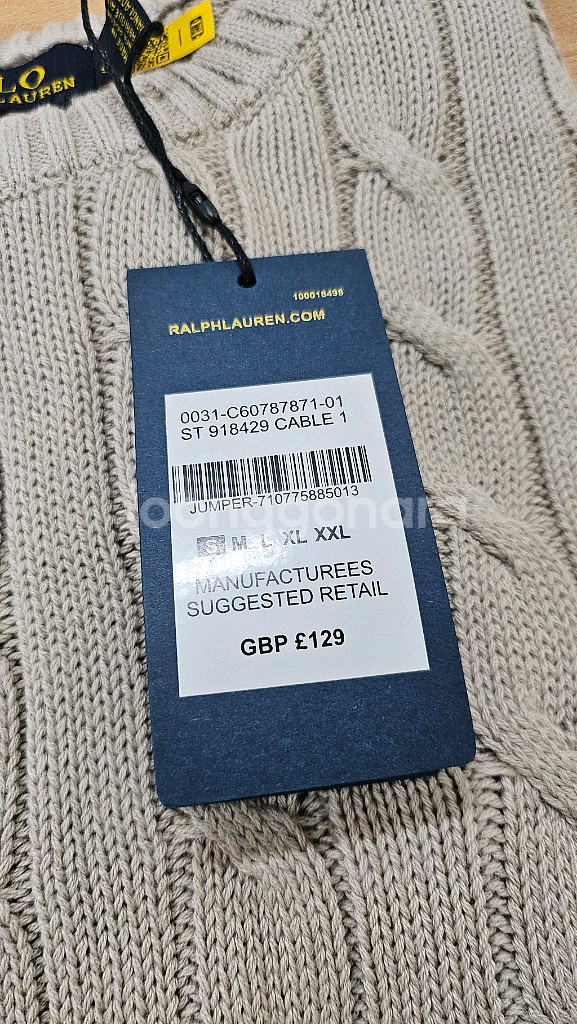 LO
LAUREN
100018498
RALPHLAUREN.COM
0031-C60787871-01
ST 918429 CABLE 1
JUMPER-710775885013
S M L XL XXL
MANUFACTUREES
SUGGESTED RETAIL
GBP £129